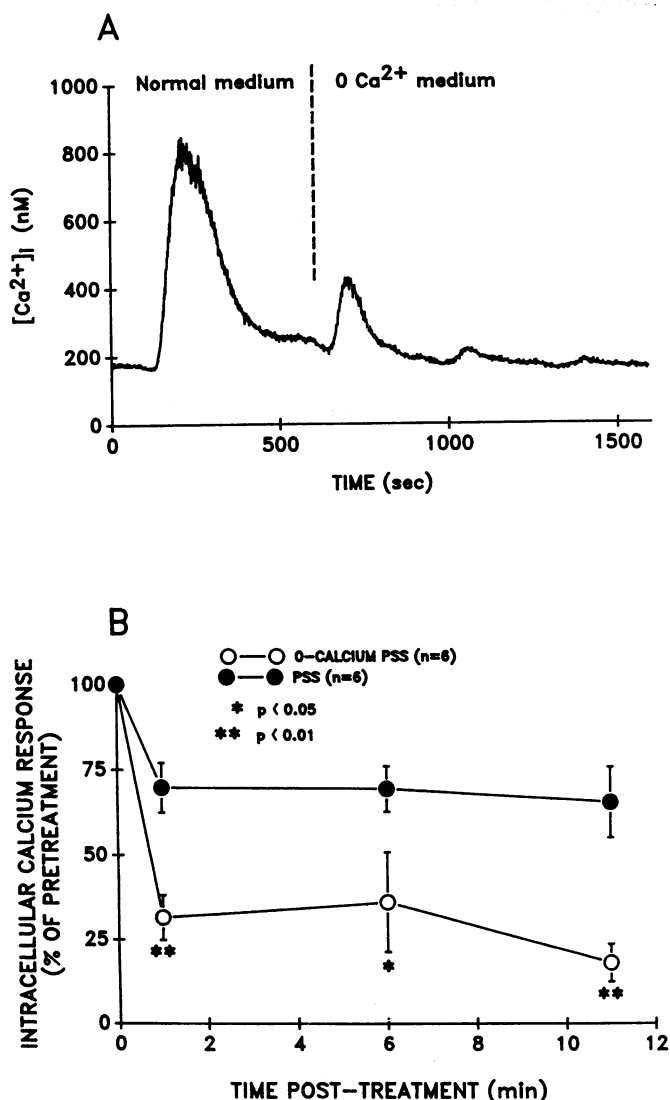 A
Normal medium 0 Ca2+ medium
1000
800
600
400
200
0
[Ca2+]i (nM)
0 500 1000 1500
TIME (sec)
B
O-CALCIUM PSS (n=6)
PSS (n=6)
* p < 0.05
** p < 0.01
100
75
50
25
0
INTRACELLULAR CALCIUM RESPONSE
(% OF PRETREATMENT)
**
*
**
0 2 4 6 8 10 12
TIME POST-TREATMENT (min)